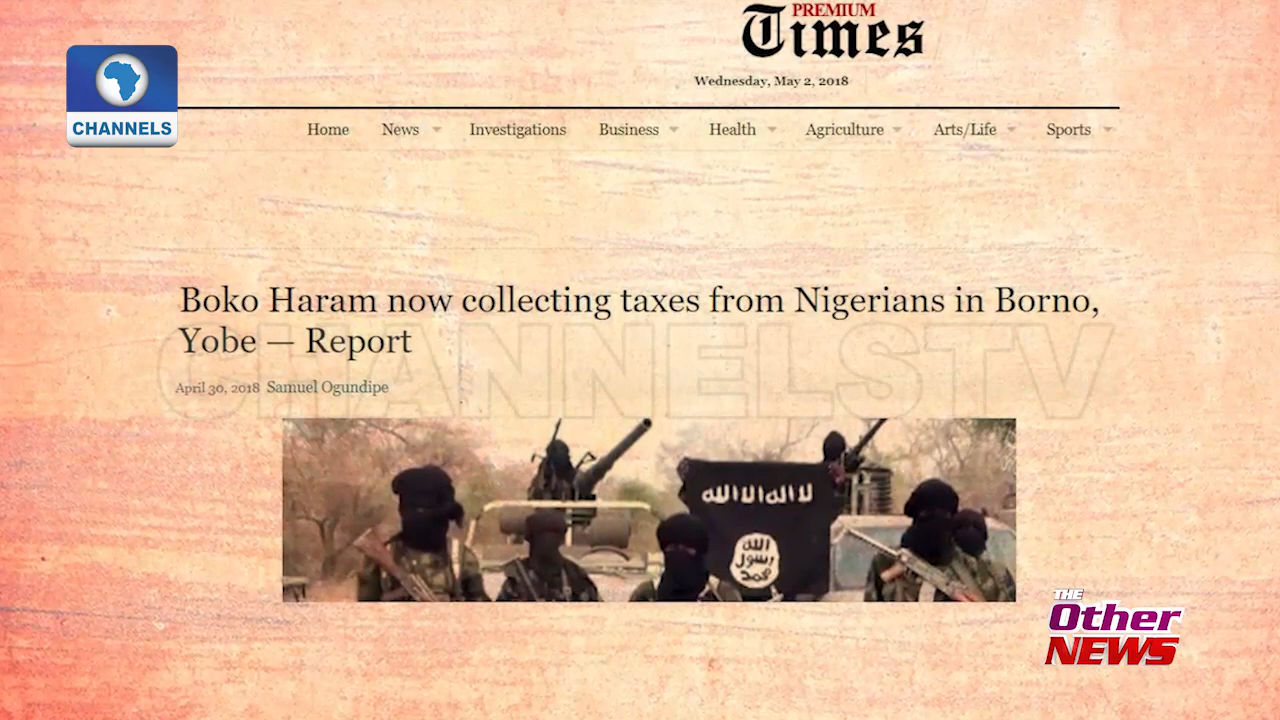 PREMIUM
Times
Wednesday, May 2, 2018
CHANNELS
Home News Investigations Business Health Agriculture Arts/Life Sports
Boko Haram now collecting taxes from Nigerians in Borno,
Yobe — Report
CHANNELSTV
April 30, 2018 Samuel Ogundipe
لا اله الا الله
الله
رسول
محمد
THE
Other
NEWS